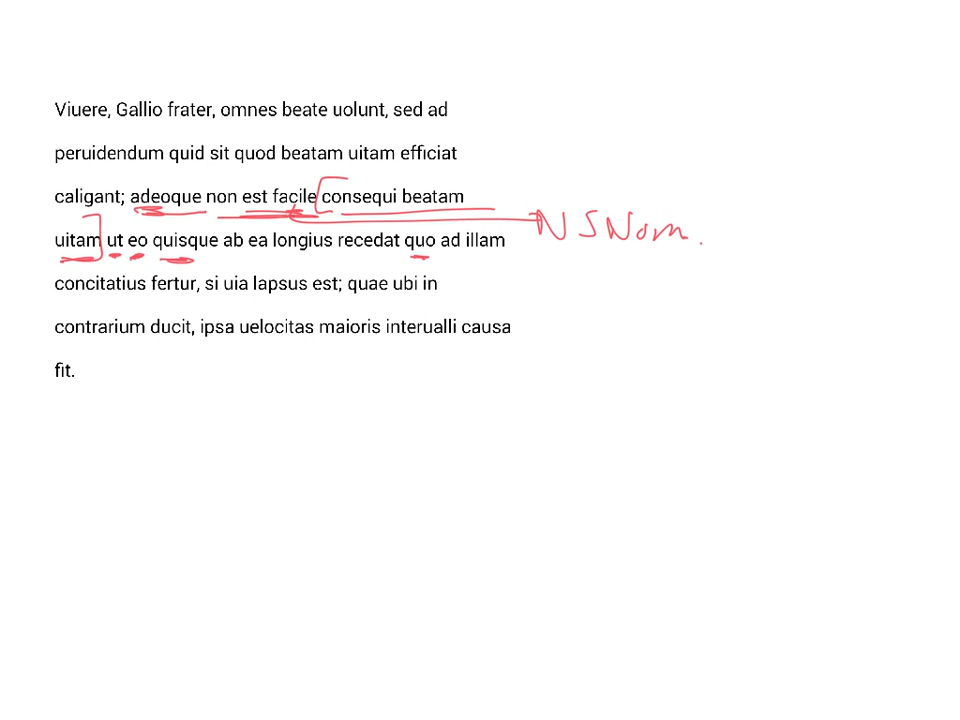 Viuere, Gallio frater, omnes beate uolunt, sed ad
peruidendum quid sit quod beatam uitam efficiat
caligant; adeoque non est facile [consequi beatam
uitam] ut eo quisque ab ea longius recedat quo ad illam
N S Nom.
concitatius fertur, si uia lapsus est; quae ubi in
contrarium ducit, ipsa uelocitas maioris interualli causa
fit.